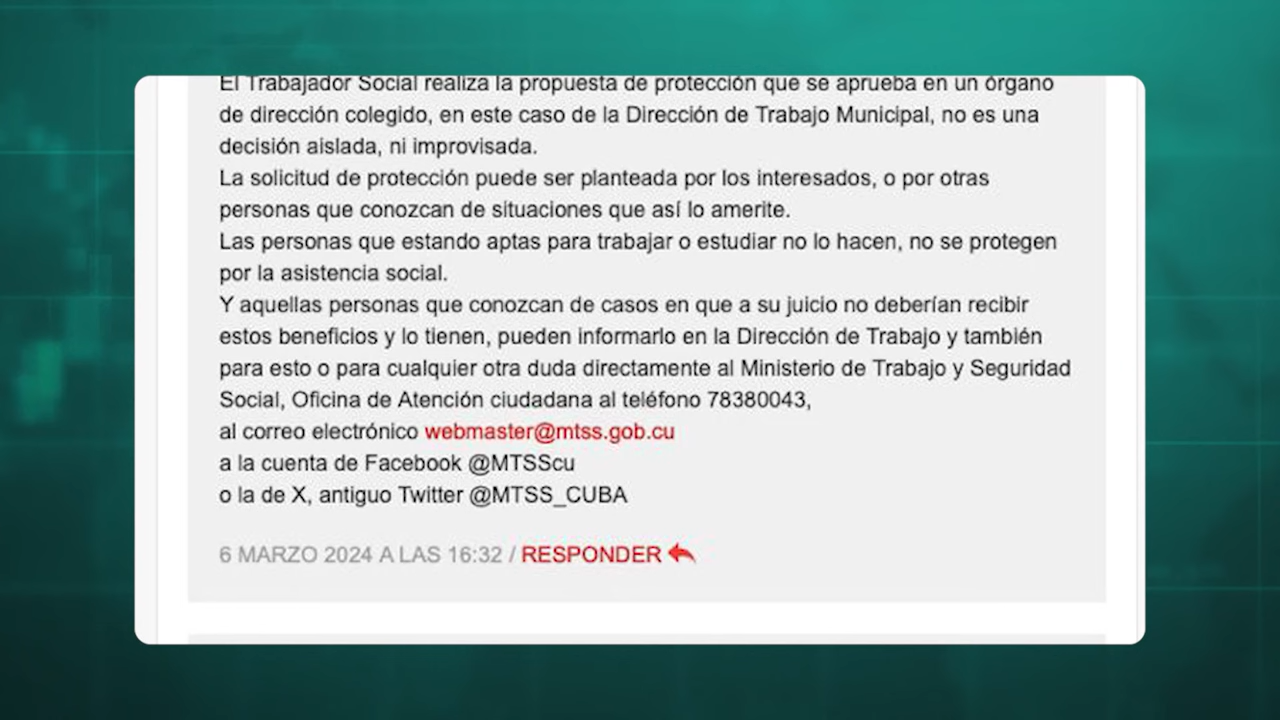 El Trabajador Social realiza la propuesta de protección que se aprueba en un órgano
de dirección colegido, en este caso de la Dirección de Trabajo Municipal, no es una
decisión aislada, ni improvisada.
La solicitud de protección puede ser planteada por los interesados, o por otras
personas que conozcan de situaciones que así lo amerite.
Las personas que estando aptas para trabajar o estudiar no lo hacen, no se protegen
por la asistencia social.
Y aquellas personas que conozcan de casos en que a su juicio no deberían recibir
estos beneficios y lo tienen, pueden informarlo en la Dirección de Trabajo y también
para esto o para cualquier otra duda directamente al Ministerio de Trabajo y Seguridad
Social, Oficina de Atención ciudadana al teléfono 78380043,
al correo electrónico webmaster@mtss.gob.cu
a la cuenta de Facebook @MTSScu
o la de X, antiguo Twitter @MTSS_CUBA
6 MARZO 2024 A LAS 16:32 / RESPONDER